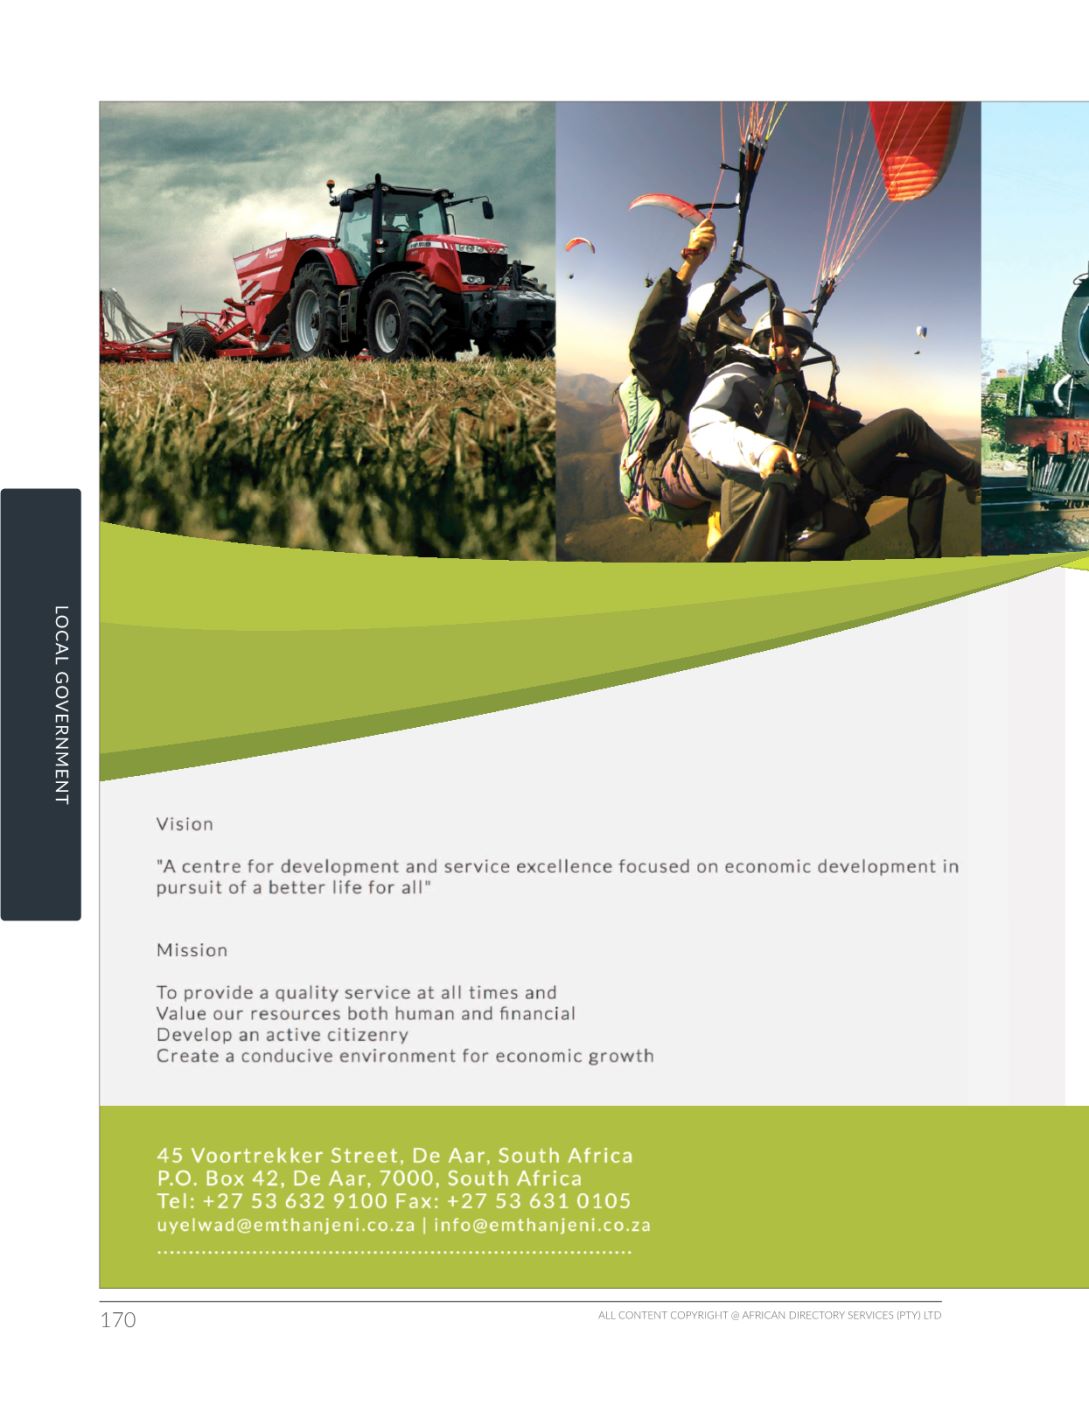 LOCAL GOVERNMENT
Vision
"A centre for development and service excellence focused on economic development in
pursuit of a better life for all"
Mission
To provide a quality service at all times and
Value our resources both human and financial
Develop an active citizenry
Create a conducive environment for economic growth
45 Voortrekker Street, De Aar, South Africa
P.O. Box 42, De Aar, 7000, South Africa
Tel: +27 53 632 9100 Fax: +27 53 631 0105
uyelwad@emthanjeni.co.za | info@emthanjeni.co.za
170
ALL CONTENT COPYRIGHT @ AFRICAN DIRECTORY SERVICES (PTY) LTD